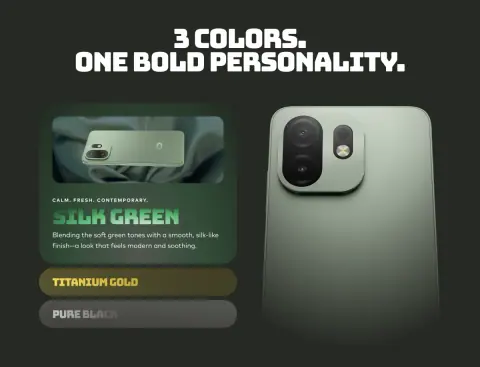 3 COLORS.
ONE BOLD PERSONALITY.
CALM. FRESH. CONTEMPORARY.
SILK GREEN
Blending the soft green tones with a smooth, silk-like
finish—a look that feels modern and soothing.
TITANIUM GOLD
PURE BLACK